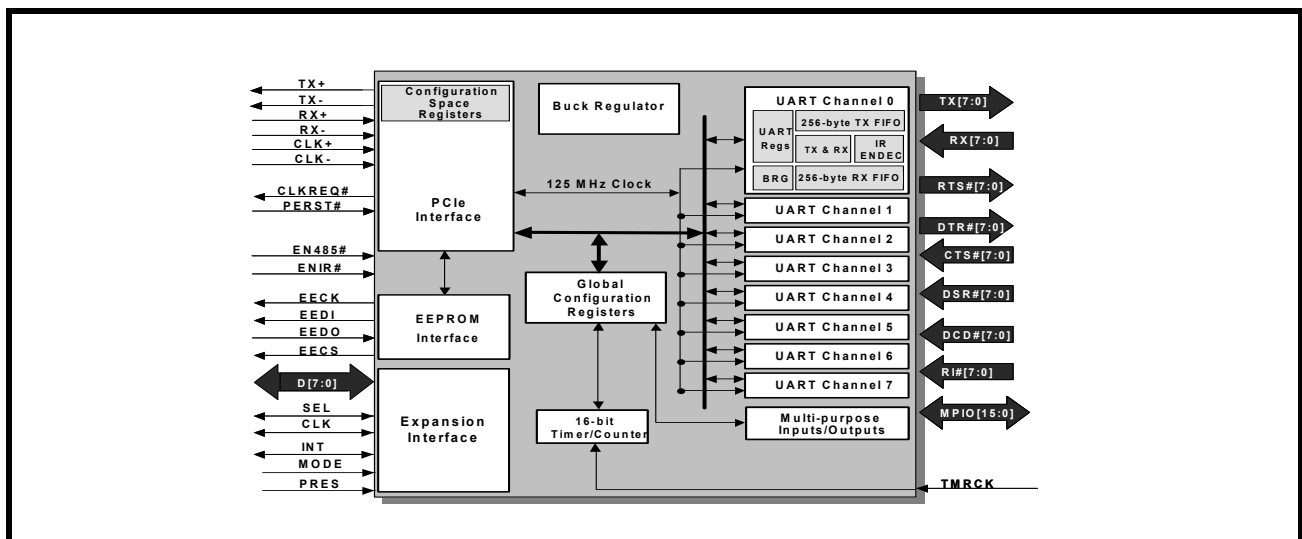 TX+
TX-
RX+
RX-
CLK+
CLK-
CLKREQ#
PERST#
EN485#
ENIR#
EECK
EEDI
EEDO
EECS
D[7:0]
SEL
CLK
INT
MODE
PRES
Configuration
Space
Registers
PCIe
Interface
EEPROM
Interface
Expansion
Interface
Buck Regulator
125 MHz Clock
Global
Configuration
Registers
16-bit
Timer/Counter
UART Channel 0
UART
Regs
256-byte TX FIFO
TX & RX
IR
ENDEC
BRG
256-byte RX FIFO
UART Channel 1
UART Channel 2
UART Channel 3
UART Channel 4
UART Channel 5
UART Channel 6
UART Channel 7
Multi-purpose
Inputs/Outputs
TX[7:0]
RX[7:0]
RTS#[7:0]
DTR#[7:0]
CTS#[7:0]
DSR#[7:0]
DCD#[7:0]
RI#[7:0]
MPIO[15:0]
TMRCK